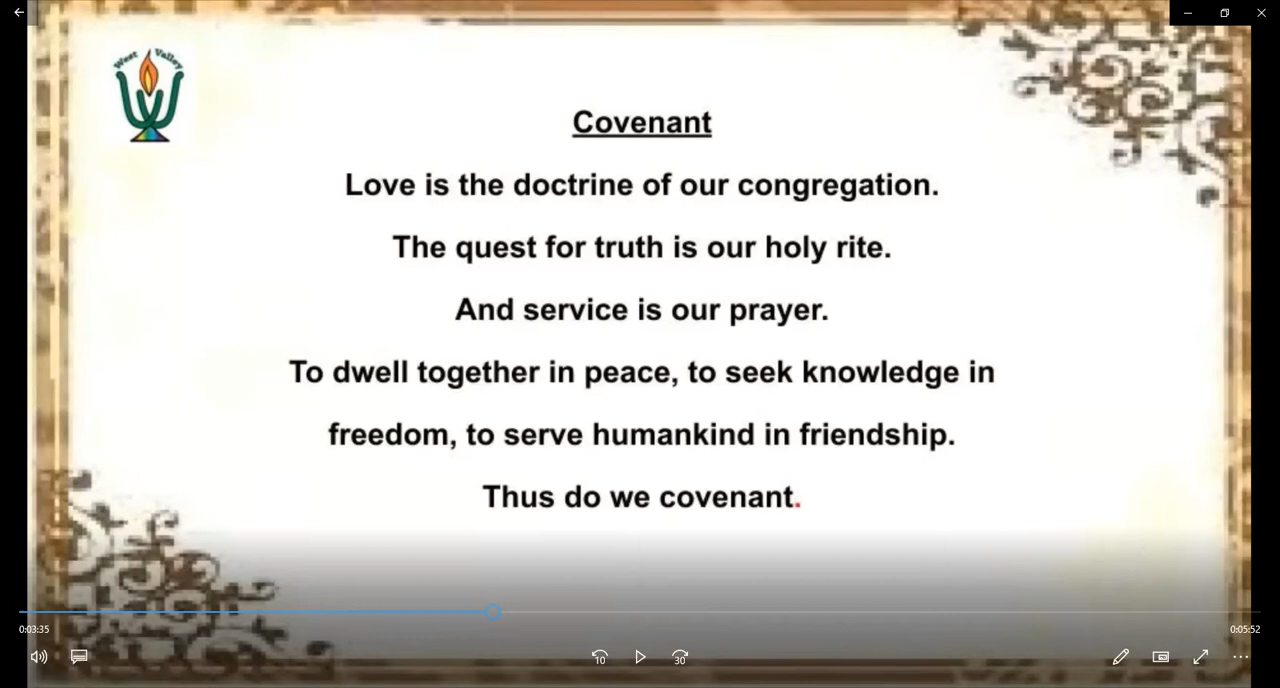 West Valley
Covenant
Love is the doctrine of our congregation.
The quest for truth is our holy rite.
And service is our prayer.
To dwell together in peace, to seek knowledge in
freedom, to serve humankind in friendship.
Thus do we covenant.
0:03:35
0:05:52
10
30